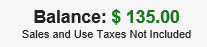 Balance: $ 135.00
Sales and Use Taxes Not Included